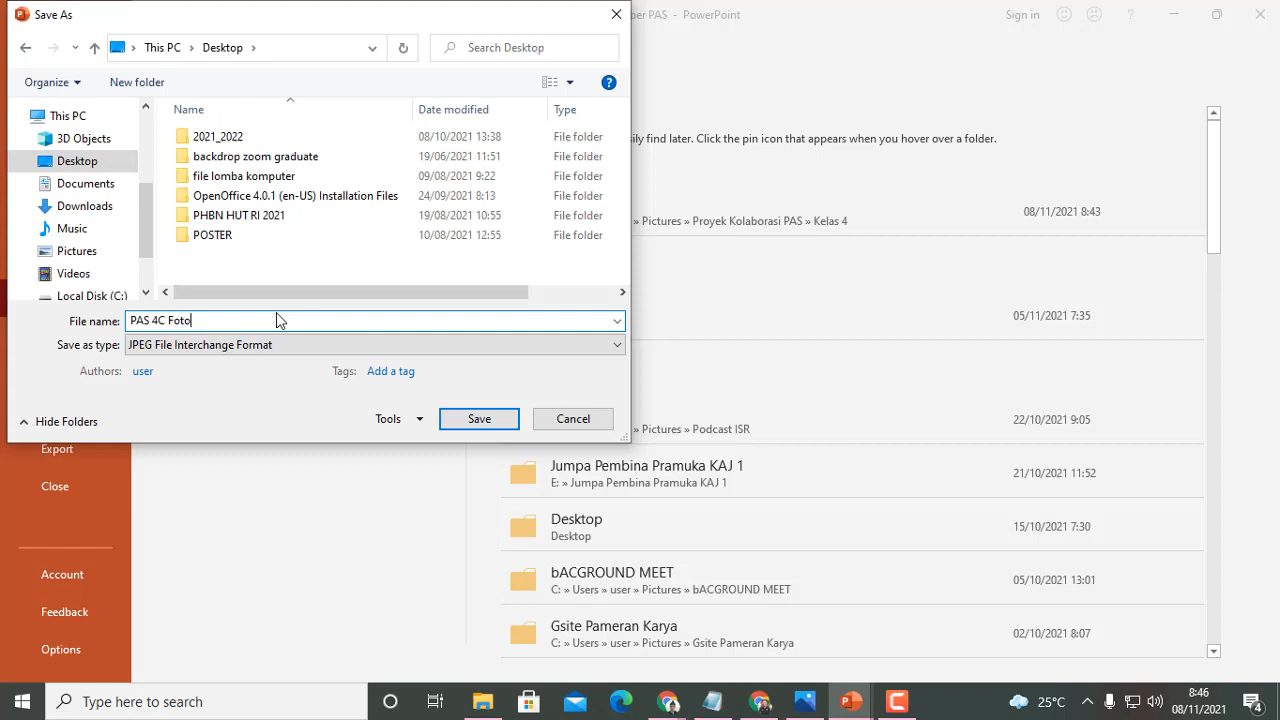 Save As
ber PAS - PowerPoint
Sign in
?
This PC
Desktop
Search Desktop
Organize
New folder
?
Name
Date modified
Type
This PC
3D Objects
Desktop
Documents
Downloads
Music
Pictures
Videos
Local Disk (C:)
2021_2022 08/10/2021 13:38 File folder
backdrop zoom graduate 19/06/2021 11:51 File folder
file lomba komputer 09/08/2021 9:22 File folder
OpenOffice 4.0.1 (en-US) Installation Files 24/09/2021 8:13 File folder
PHBN HUT RI 2021 19/08/2021 10:55 File folder
POSTER 10/08/2021 12:55 File folder
File name: PAS 4C Foto
Save as type: JPEG File Interchange Format
Authors: user
Tags: Add a tag
Hide Folders
Tools
Save
Cancel
sily find later. Click the pin icon that appears when you hover over a folder.
» Pictures » Proyek Kolaborasi PAS » Kelas 4
08/11/2021 8:43
05/11/2021 7:35
» Pictures » Podcast ISR
22/10/2021 9:05
Jumpa Pembina Pramuka KAJ 1
E: » Jumpa Pembina Pramuka KAJ 1
21/10/2021 11:52
Desktop
Desktop
15/10/2021 7:30
bACGROUND MEET
C: » Users » user » Pictures » bACGROUND MEET
05/10/2021 13:01
Gsite Pameran Karya
C: » Users » user » Pictures » Gsite Pameran Karya
02/10/2021 8:07
Export
Close
Account
Feedback
Options
Type here to search
25°C
8:46
08/11/2021
4